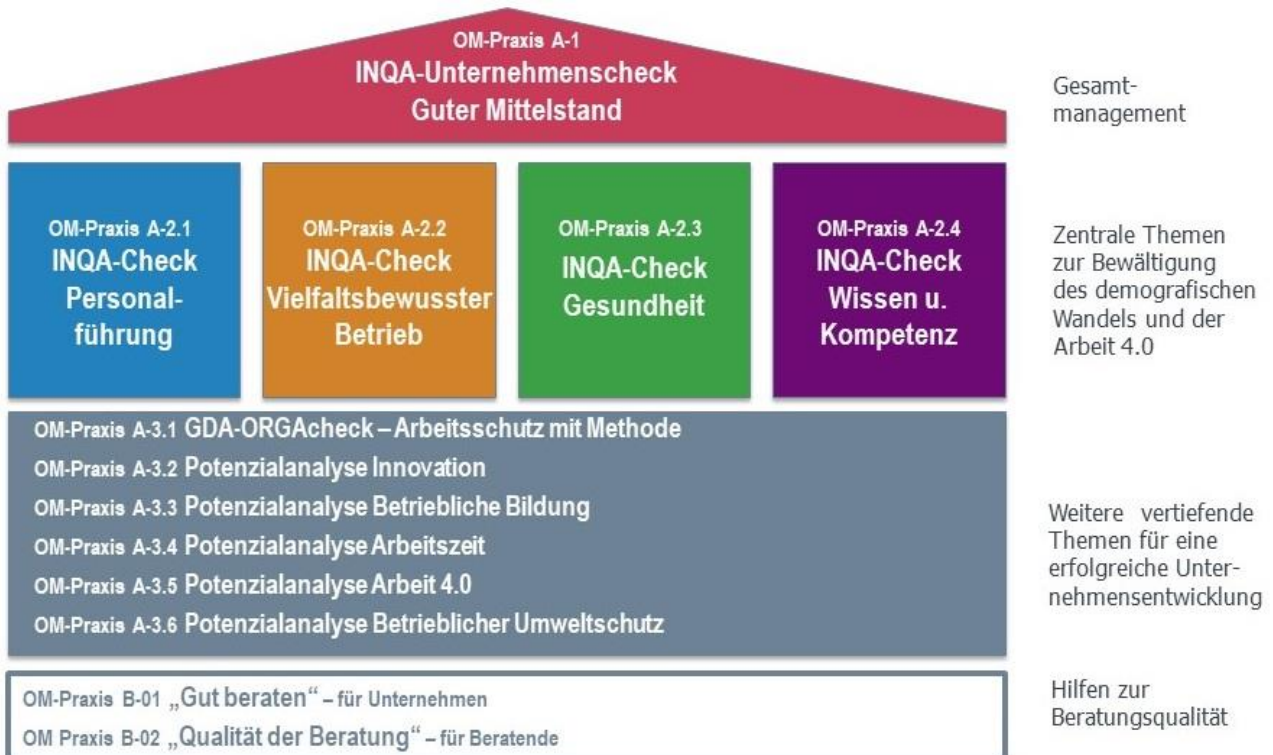 OM-Praxis A-1
INQA-Unternehmenscheck
Guter Mittelstand
Gesamt-
management
OM-Praxis A-2.1
INQA-Check
Personal-
führung
OM-Praxis A-2.2
INQA-Check
Vielfaltsbewusster
Betrieb
OM-Praxis A-2.3
INQA-Check
Gesundheit
OM-Praxis A-2.4
INQA-Check
Wissen u.
Kompetenz
Zentrale Themen
zur Bewältigung
des demografischen
Wandels und der
Arbeit 4.0
OM-Praxis A-3.1 GDA-ORGAcheck – Arbeitsschutz mit Methode
OM-Praxis A-3.2 Potenzialanalyse Innovation
OM-Praxis A-3.3 Potenzialanalyse Betriebliche Bildung
OM-Praxis A-3.4 Potenzialanalyse Arbeitszeit
OM-Praxis A-3.5 Potenzialanalyse Arbeit 4.0
OM-Praxis A-3.6 Potenzialanalyse Betrieblicher Umweltschutz
Weitere vertiefende
Themen für eine
erfolgreiche Unter-
nehmensentwicklung
OM-Praxis B-01 „Gut beraten“ – für Unternehmen
OM Praxis B-02 „Qualität der Beratung“ – für Beratende
Hilfen zur
Beratungsqualität